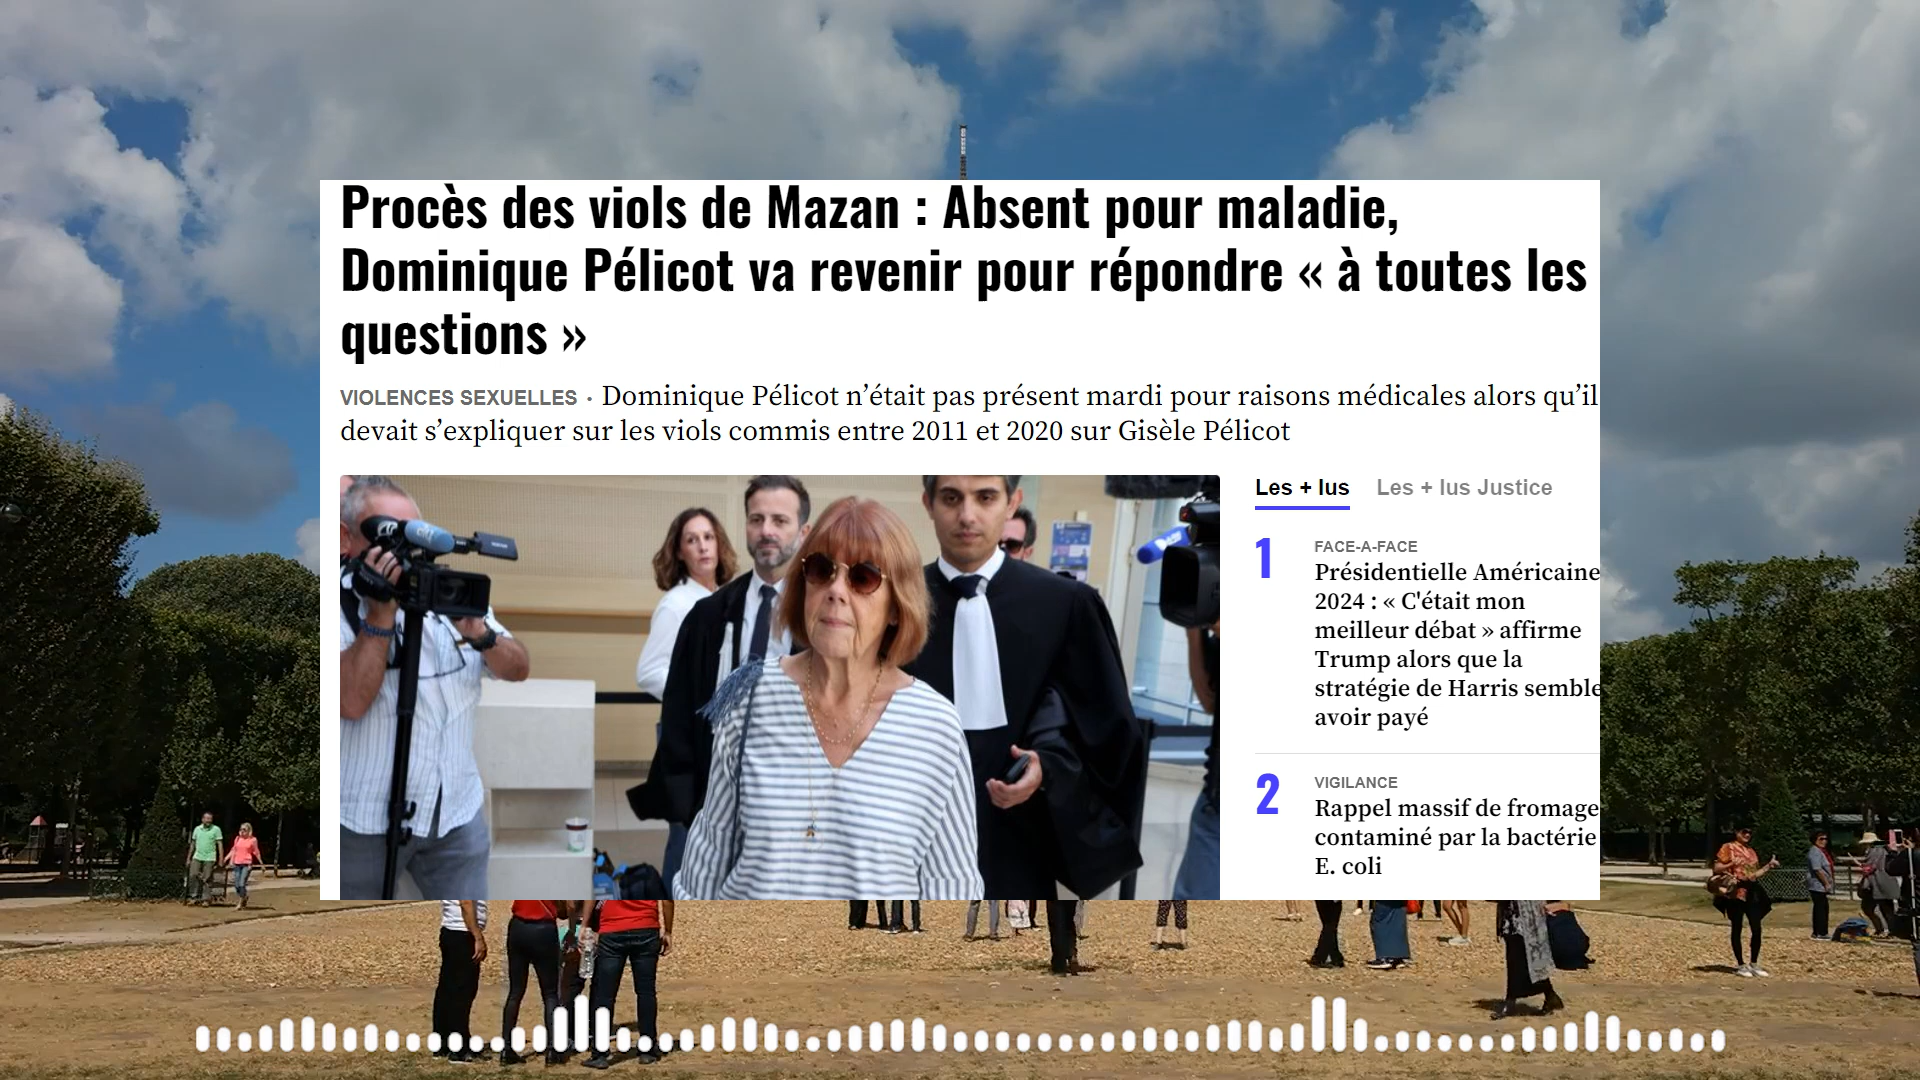 Procès des viols de Mazan : Absent pour maladie,
Dominique Pélicot va revenir pour répondre « à toutes les
questions »
VIOLENCES SEXUELLES • Dominique Pélicot n’était pas présent mardi pour raisons médicales alors qu’il
devait s’expliquer sur les viols commis entre 2011 et 2020 sur Gisèle Pélicot
Les + lus
Les + lus Justice
1
FACE-A-FACE
Présidentielle Américaine
2024 : « C'était mon
meilleur débat » affirme
Trump alors que la
stratégie de Harris semble
avoir payé
2
VIGILANCE
Rappel massif de fromage
contaminé par la bactérie
E. coli